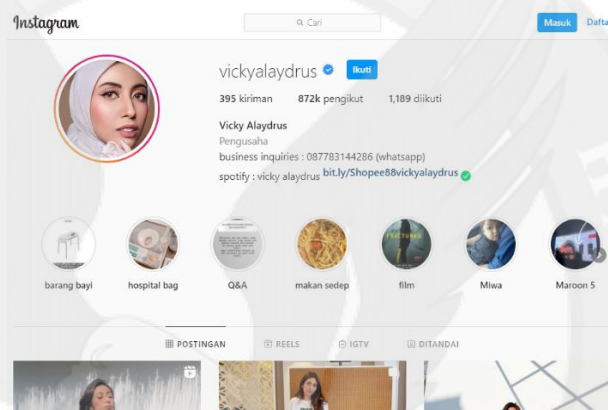 Instagram
Cari
Masuk
Dafta
vickyalaydrus
Ikuti
395 kiriman 872k pengikut 1,189 diikuti
Vicky Alaydrus
Pengusaha
business inquiries : 087783144286 (whatsapp)
spotify : vicky alaydrus bit.ly/Shopee88vickyalaydrus
barang bayi hospital bag Q&A makan sedep film Miwa Maroon 5
POSTINGAN REELS IGTV DITANDAI